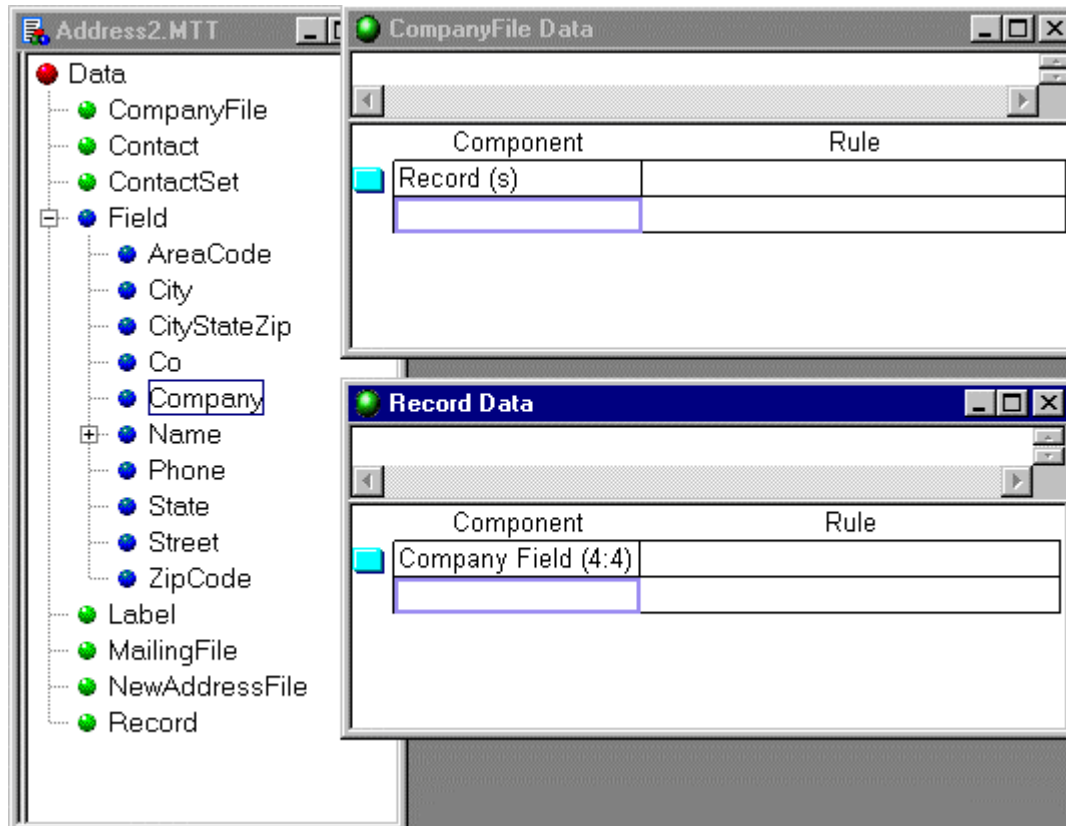 Address2.MTT
Data
CompanyFile
Contact
ContactSet
Field
AreaCode
City
CityStateZip
Co
Company
Name
Phone
State
Street
ZipCode
Label
MailingFile
NewAddressFile
Record
CompanyFile Data
Component Rule
Record (s)
Record Data
Component Rule
Company Field (4:4)